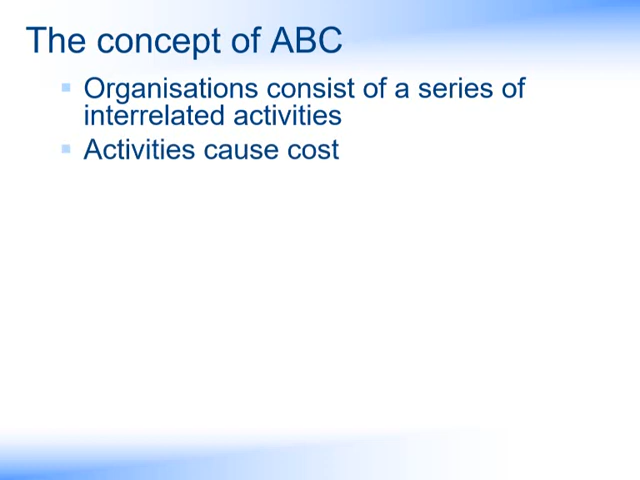 The concept of ABC
Organisations consist of a series of
interrelated activities
Activities cause cost